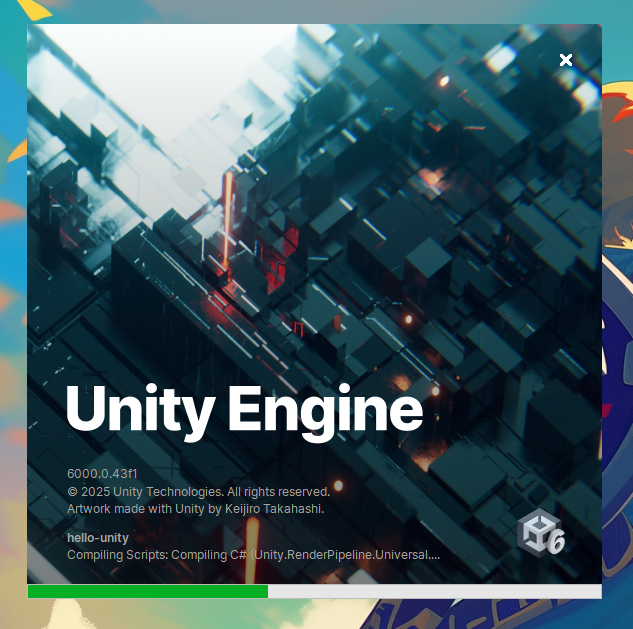 Unity Engine
6000.0.43f1
© 2025 Unity Technologies. All rights reserved.
Artwork made with Unity by Keijiro Takahashi.
hello-unity
Compiling Scripts: Compiling C# (Unity.RenderPipeline.Universal....
6